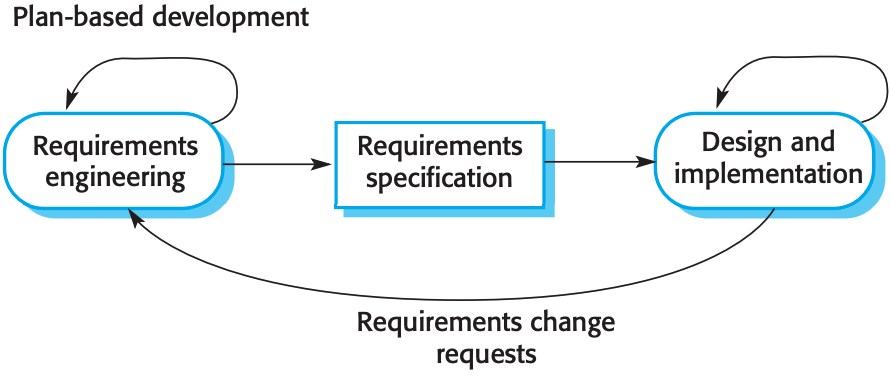 Plan-based development
Requirements
engineering
Requirements
specification
Design and
implementation
Requirements change
requests